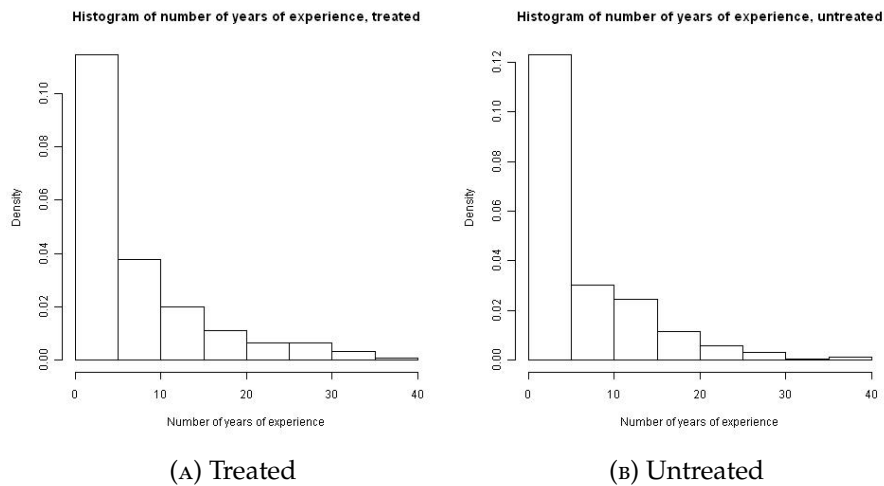 Histogram of number of years of experience, treated
Density
0.00 0.02 0.04 0.06 0.08 0.10
0 10 20 30 40
Number of years of experience
(A) Treated
Histogram of number of years of experience, untreated
Density
0.00 0.02 0.04 0.06 0.08 0.10 0.12
0 10 20 30 40
Number of years of experience
(B) Untreated